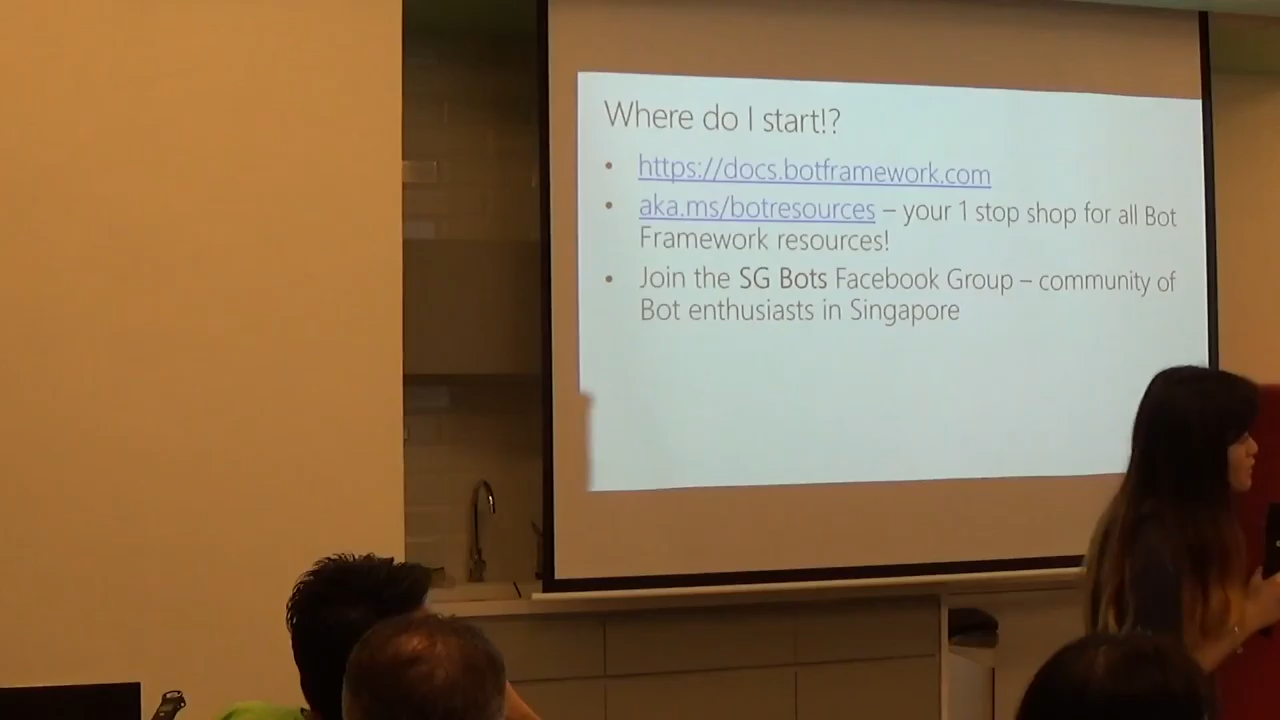 Where do I start!?
• https://docs.botframework.com
• aka.ms/botresources – your 1 stop shop for all Bot
Framework resources!
• Join the SG Bots Facebook Group – community of
Bot enthusiasts in Singapore